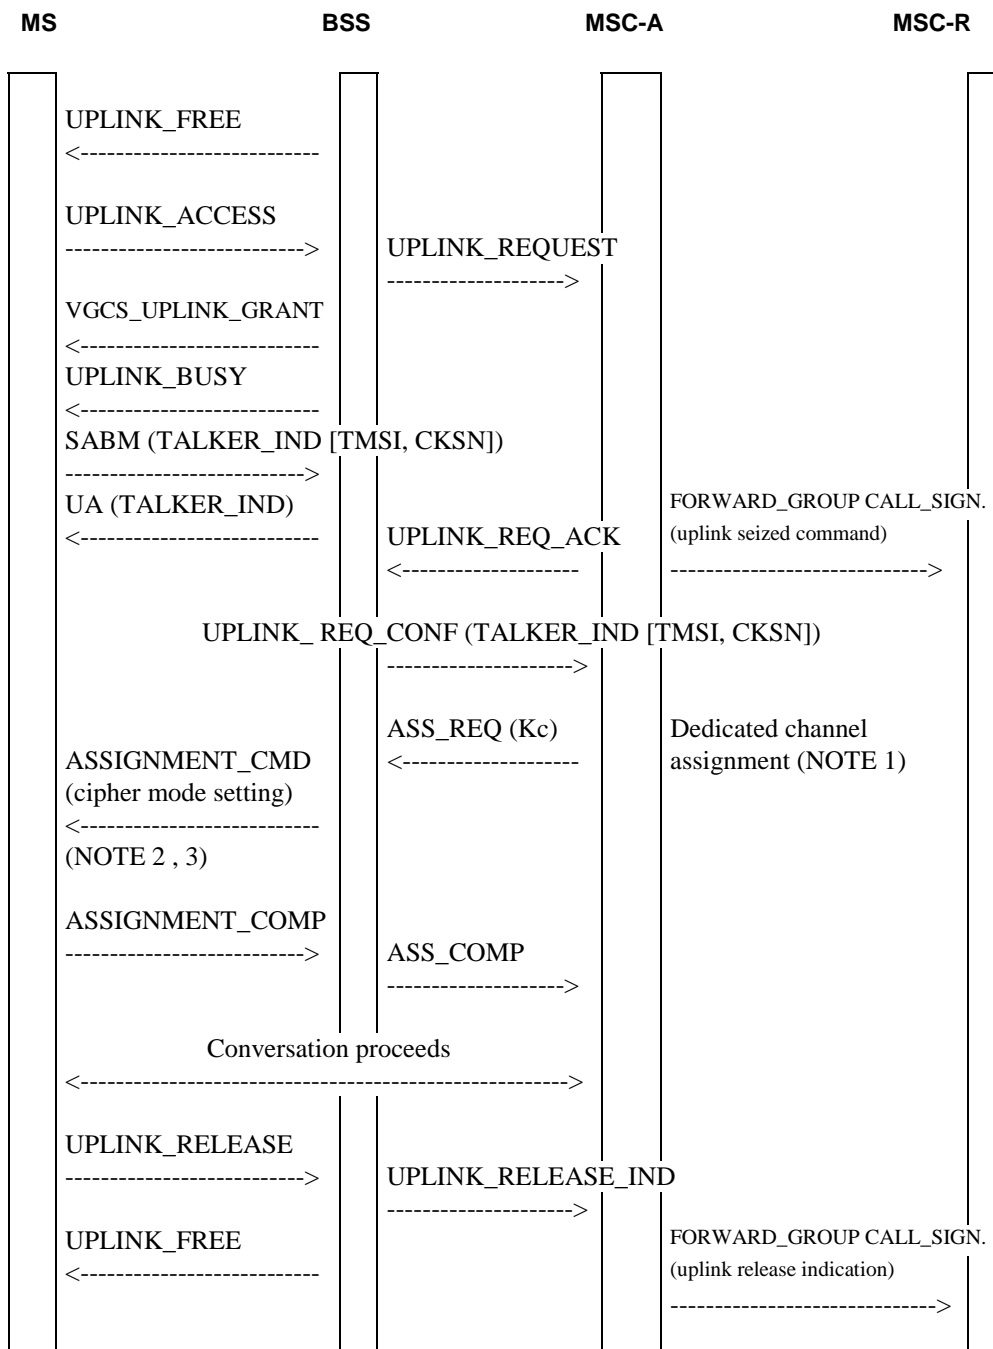 MS BSS MSC-A MSC-R
UPLINK_FREE
<---------------------------
UPLINK_ACCESS
---------------------------> UPLINK_REQUEST
-------------------->
VGCS_UPLINK_GRANT
<---------------------------
UPLINK_BUSY
<---------------------------
SABM (TALKER_IND [TMSI, CKSN])
--------------------------->
UA (TALKER_IND) FORWARD_GROUP CALL_SIGN.
<--------------------------- UPLINK_REQ_ACK (uplink seized command)
<-------------------- ----------------------------->
UPLINK_ REQ_CONF (TALKER_IND [TMSI, CKSN])
--------------------->
ASS_REQ (Kc) Dedicated channel
ASSIGNMENT_CMD <-------------------- assignment (NOTE 1)
(cipher mode setting)
<---------------------------
(NOTE 2 , 3)
ASSIGNMENT_COMP
---------------------------> ASS_COMP
-------------------->
Conversation proceeds
<------------------------------------------------------->
UPLINK_RELEASE
---------------------------> UPLINK_RELEASE_IND
--------------------->
UPLINK_FREE FORWARD_GROUP CALL_SIGN.
<--------------------------- (uplink release indication)
------------------------------>